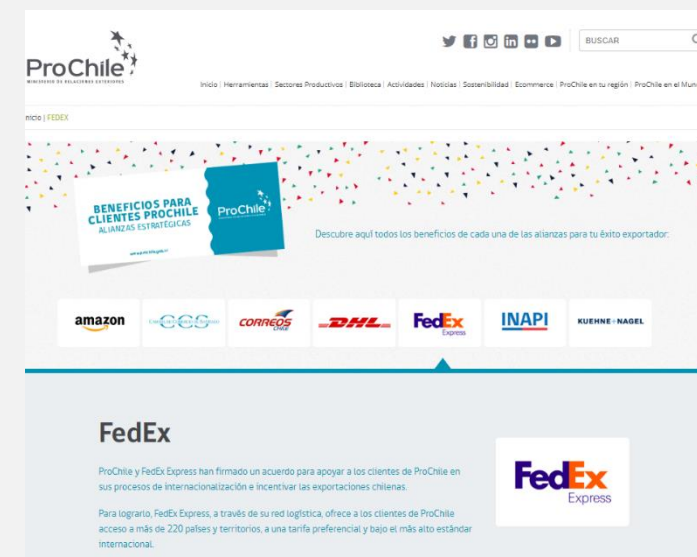 ProChile
MINISTERIO DE RELACIONES EXTERIORES
BUSCAR
Inicio | Herramientas | Sectores Productivos | Biblioteca | Actividades | Noticias | Sostenibilidad | Ecommerce | ProChile en tu región | ProChile en el Mun
nicio | FEDEX
BENEFICIOS PARA
CLIENTES PROCHILE
ALIANZAS ESTRATÉGICAS
ProChile
Descubre aquí todos los beneficios de cada una de las alianzas para tu éxito exportador.
amazon
CCS
CORREOS
CHILE
DHL
FedEx
Express
INAPI
KUEHNE+NAGEL
FedEx
ProChile y FedEx Express han firmado un acuerdo para apoyar a los clientes de ProChile en
sus procesos de internacionalización e incentivar las exportaciones chilenas.
FedEx
Express
Para lograrlo, FedEx Express, a través de su red logística, ofrece a los clientes de ProChile
acceso a más de 220 países y territorios, a una tarifa preferencial y bajo el más alto estándar
internacional.